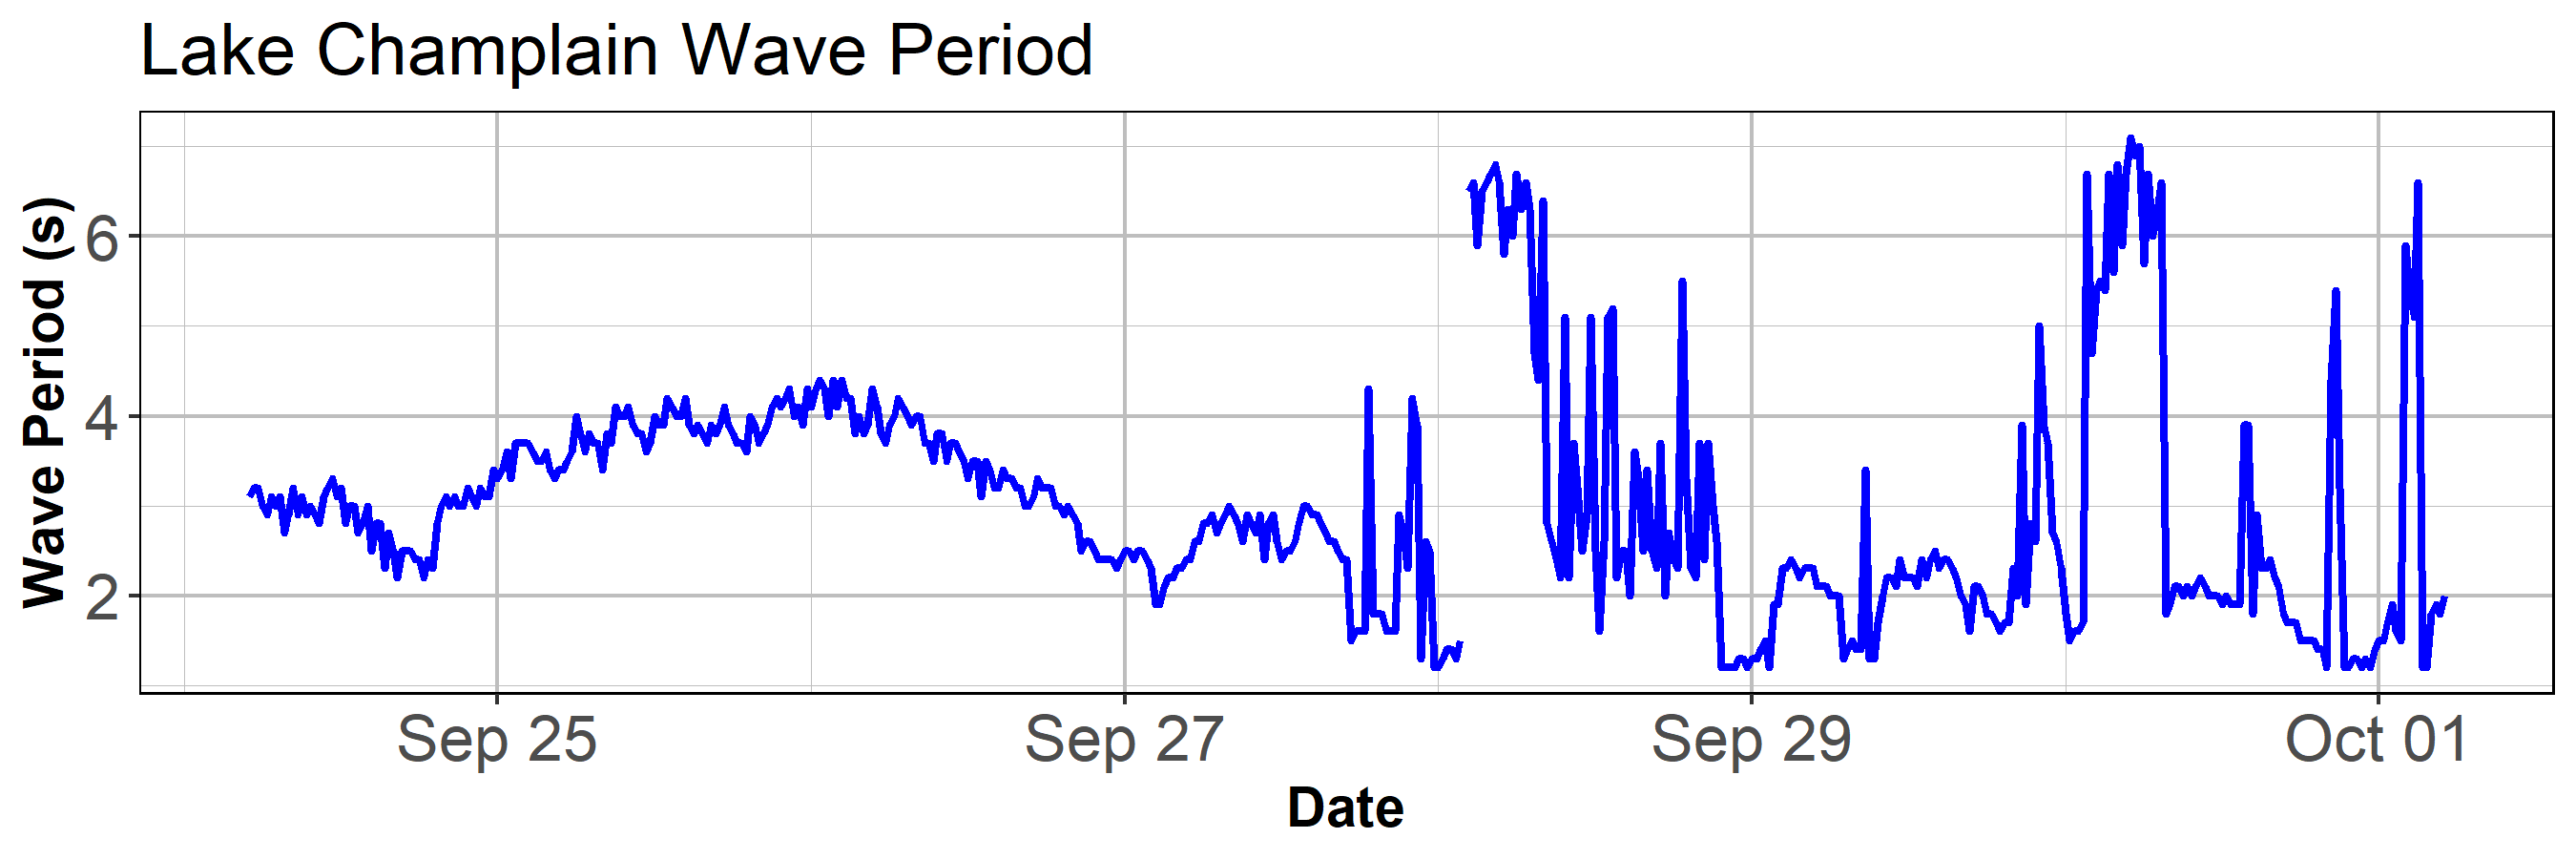 Lake Champlain Wave Period
Wave Period (s)
6
4
2
Sep 25
Sep 27
Sep 29
Oct 01
Date